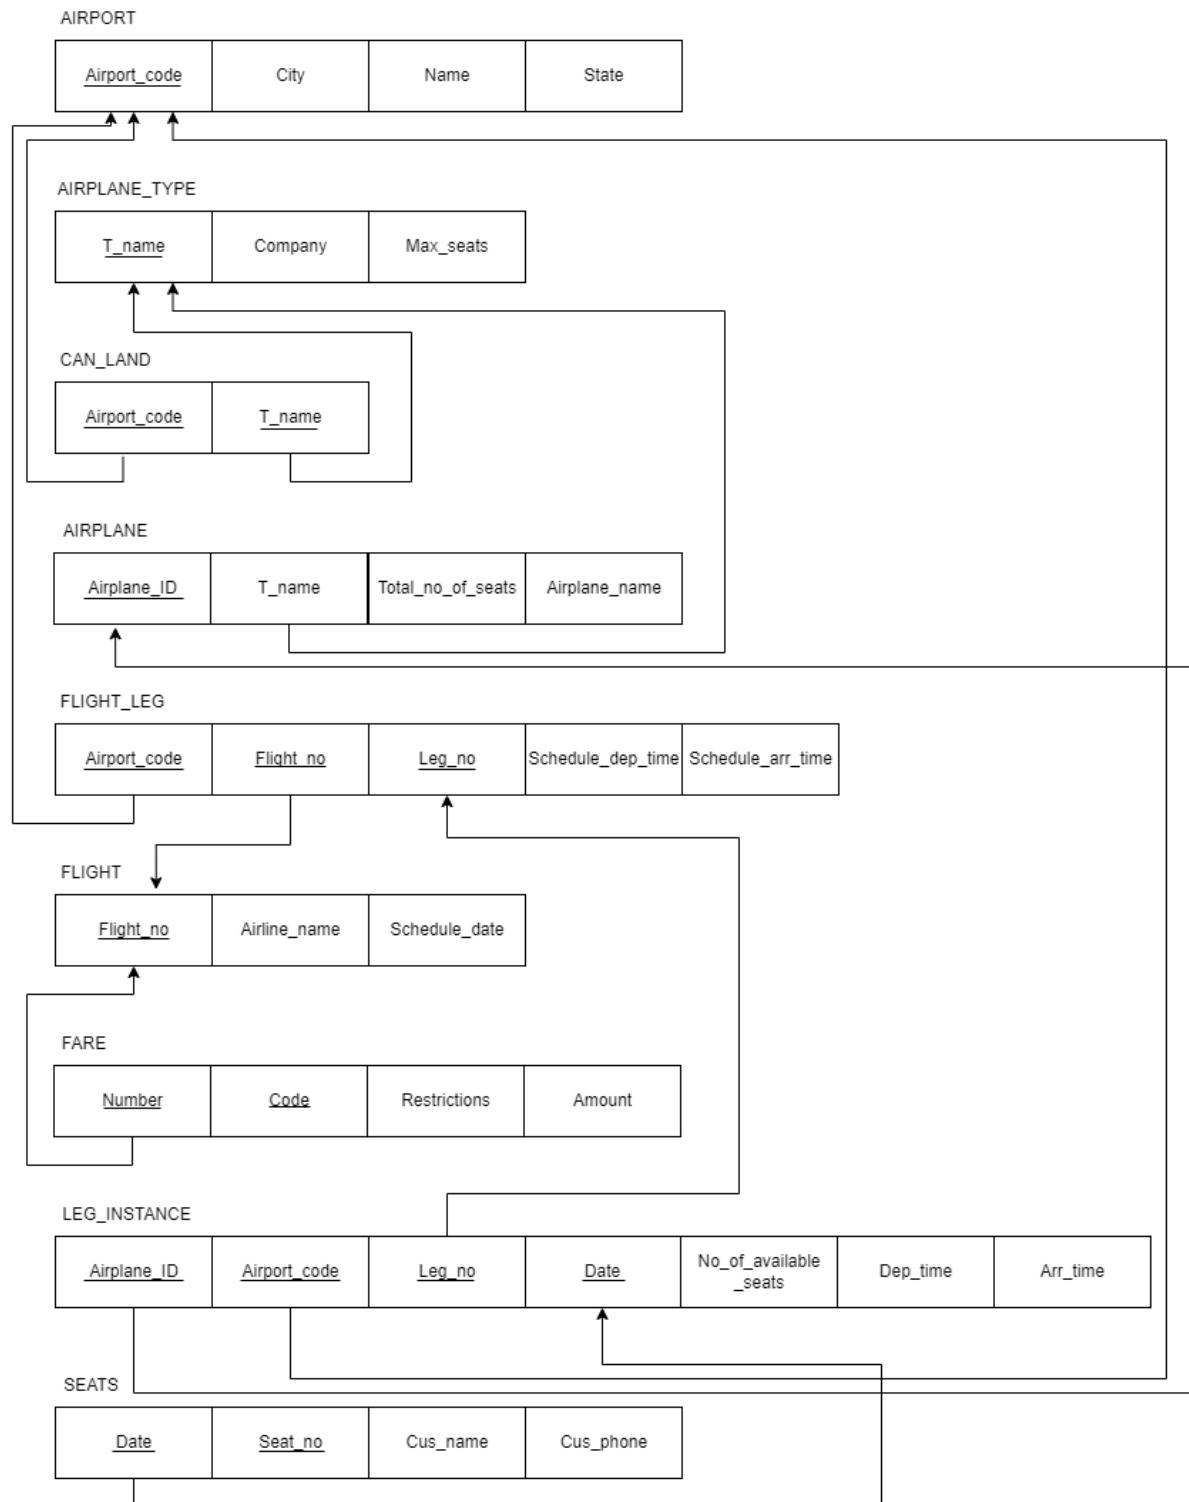 AIRPORT
Airport_code City Name State
AIRPLANE_TYPE
T_name Company Max_seats
CAN_LAND
Airport_code T_name
AIRPLANE
Airplane_ID T_name Total_no_of_seats Airplane_name
FLIGHT_LEG
Airport_code Flight_no Leg_no Schedule_dep_time Schedule_arr_time
FLIGHT
Flight_no Airline_name Schedule_date
FARE
Number Code Restrictions Amount
LEG_INSTANCE
Airplane_ID Airport_code Leg_no Date No_of_available
_seats Dep_time Arr_time
SEATS
Date Seat_no Cus_name Cus_phone